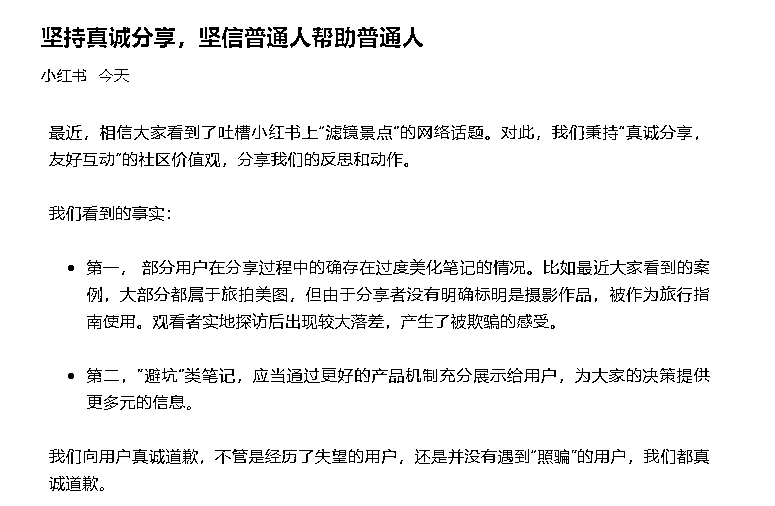 坚持真诚分享，坚信普通人帮助普通人
小红书 今天
最近，相信大家看到了吐槽小红书上“滤镜景点”的网络话题。对此，我们秉持“真诚分享，
友好互动”的社区价值观，分享我们的反思和动作。
我们看到的事实：
• 第一， 部分用户在分享过程中的确存在过度美化笔记的情况。比如最近大家看到的案
例，大部分都属于旅拍美图，但由于分享者没有明确标明是摄影作品，被作为旅行指
南使用。观看者实地探访后出现较大落差，产生了被欺骗的感受。
• 第二，“避坑”类笔记，应当通过更好的产品机制充分展示给用户，为大家的决策提供
更多元的信息。
我们向用户真诚道歉，不管是经历了失望的用户，还是并没有遇到“照骗”的用户，我们都真
诚道歉。